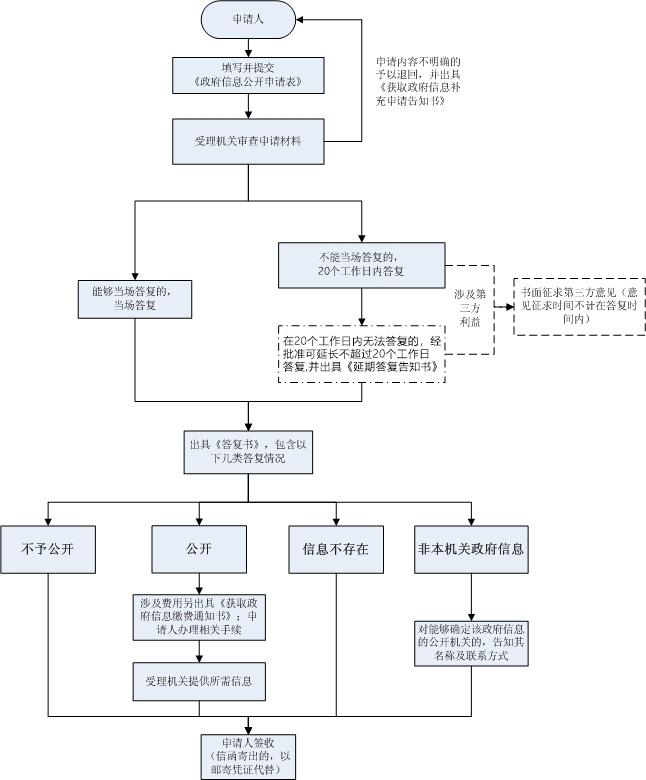 申请人
填写并提交
《政府信息公开申请表》
申请内容不明确的
予以退回，并出具
《获取政府信息补
充申请告知书》
受理机关审查申请材料
不能当场答复的，
20个工作日内答复
能够当场答复的，
当场答复
涉及第
三方
利益
书面征求第三方意见（意
见征求时间不计在答复时
间内）
在20个工作日内无法答复的，经
批准可延长不超过20个工作日
答复,并出具《延期答复告知书》
出具《答复书》，包含以
下几类答复情况
不予公开
公开
信息不存在
非本机关政府信息
涉及费用另出具《获取政
府信息缴费通知书》；申
请人办理相关手续
对能够确定该政府信息
的公开机关的，告知其
名称及联系方式
受理机关提供所需信息
申请人签收
（信函寄出的，以
邮寄凭证代替）